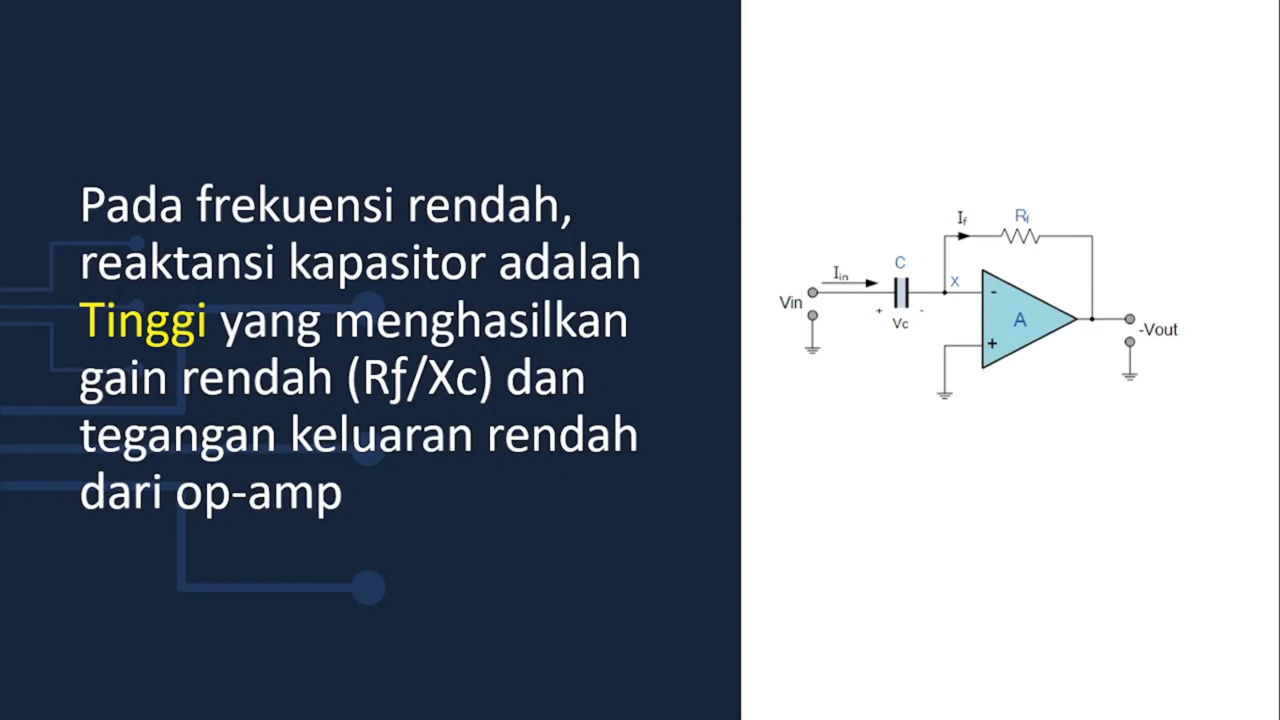 Pada frekuensi rendah,
reaktansi kapasitor adalah
Tinggi yang menghasilkan
gain rendah (Rƒ/Xc) dan
tegangan keluaran rendah
dari op-amp
If
Rf
Iin
C
X
-
Vin
+
-
Vc
A
+
-Vout